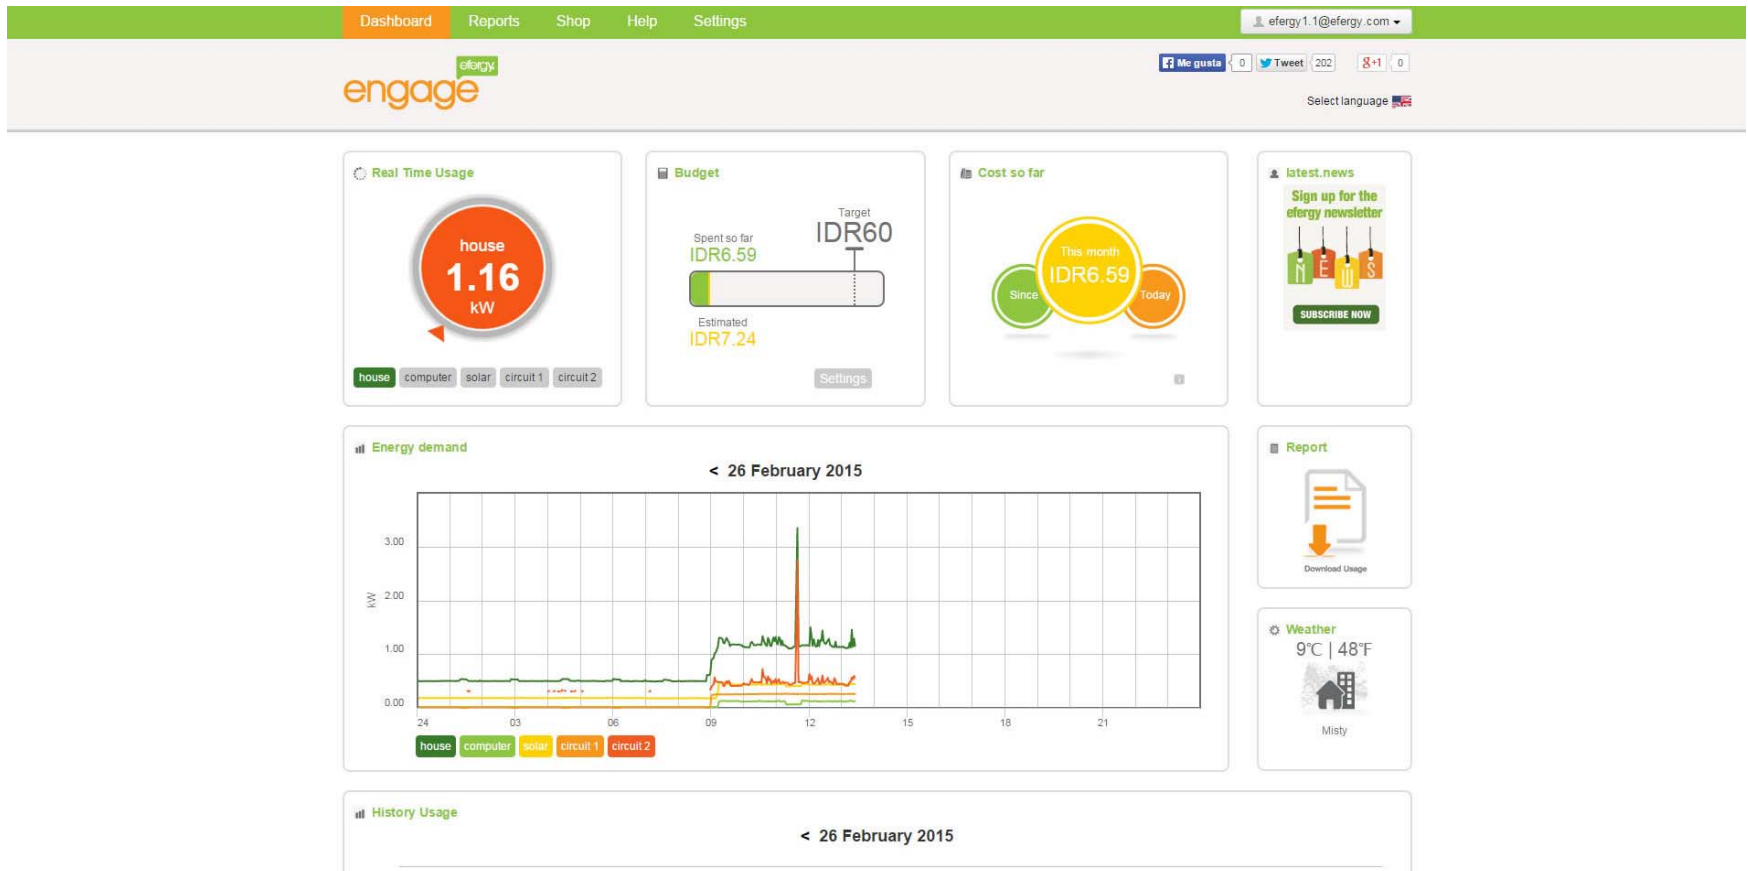 Dashboard Reports Shop Help Settings efergy1.1@efergy.com
efergy
engage
Me gusta 0 Tweet 202 g+1 0
Select language
Real Time Usage
house
1.16
kW
house computer solar circuit 1 circuit 2
Budget
Target
IDR60
Spent so far
IDR6.59
Estimated
IDR7.24
Settings
Cost so far
This month
IDR6.59
Since
Today
latest.news
Sign up for the
efergy newsletter
NEWS
SUBSCRIBE NOW
Energy demand
< 26 February 2015
kW
3.00
2.00
1.00
0.00
24 03 06 09 12 15 18 21
house computer solar circuit 1 circuit 2
Report
Download Usage
Weather
9°C | 48°F
Misty
History Usage
< 26 February 2015